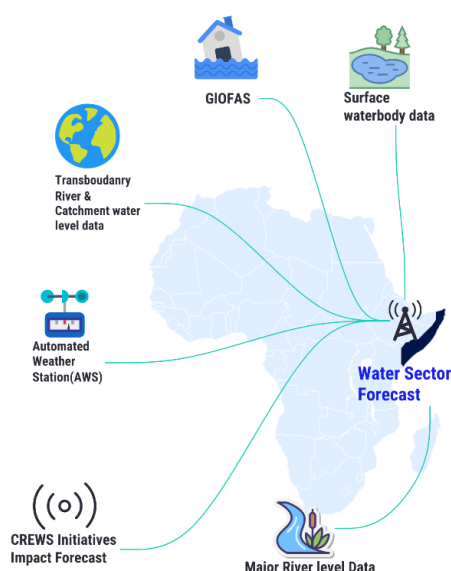 GlOFAS
Surface
waterbody data
Transboudanry
River &
Catchment water
level data
Automated
Weather
Station(AWS)
Water Sector
Forecast
CREWS Initiatives
Impact Forecast
Major River level Data